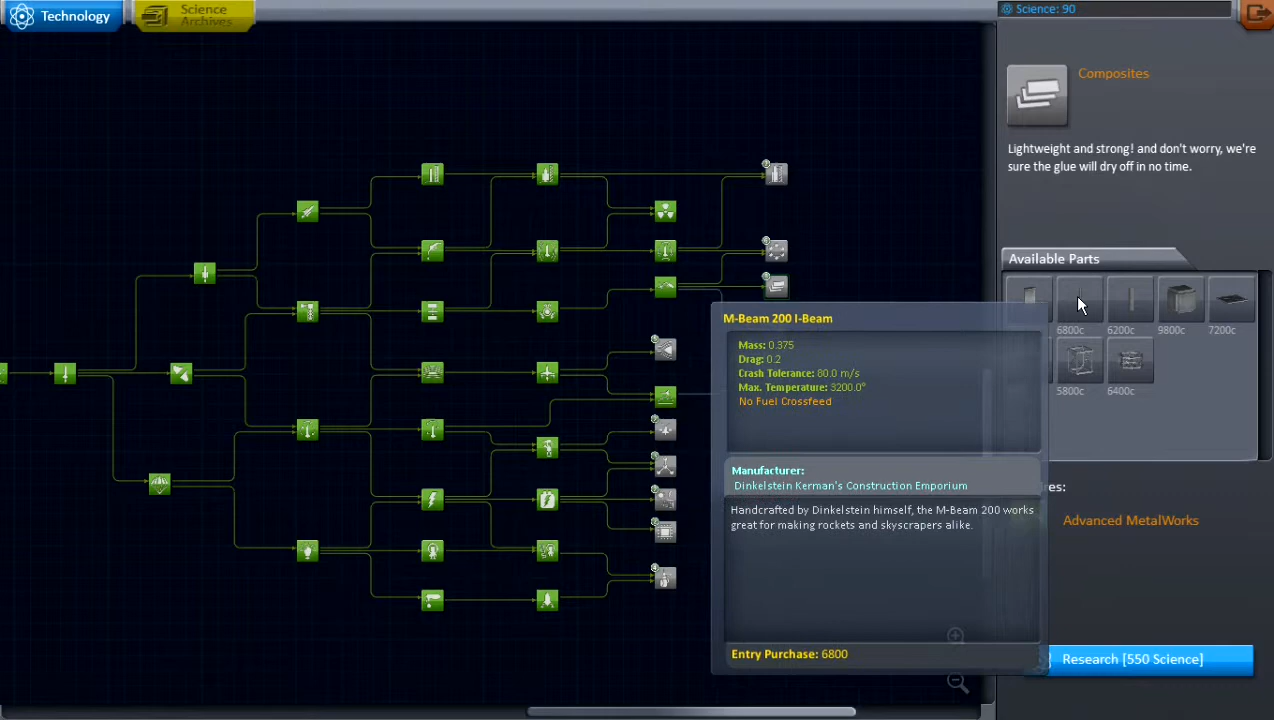 Technology
Science
Archives
Science: 90
Composites
Lightweight and strong! and don't worry, we're
sure the glue will dry off in no time.
Available Parts
6800c 6200c 9800c 7200c
5800c 6400c
M-Beam 200 I-Beam
Mass: 0.375
Drag: 0.2
Crash Tolerance: 80.0 m/s
Max. Temperature: 3200.0°
No Fuel Crossfeed
Manufacturer:
Dinkelstein Kerman's Construction Emporium
Handcrafted by Dinkelstein himself, the M-Beam 200 works
great for making rockets and skyscrapers alike.
Entry Purchase: 6800
es:
Advanced MetalWorks
Research [550 Science]